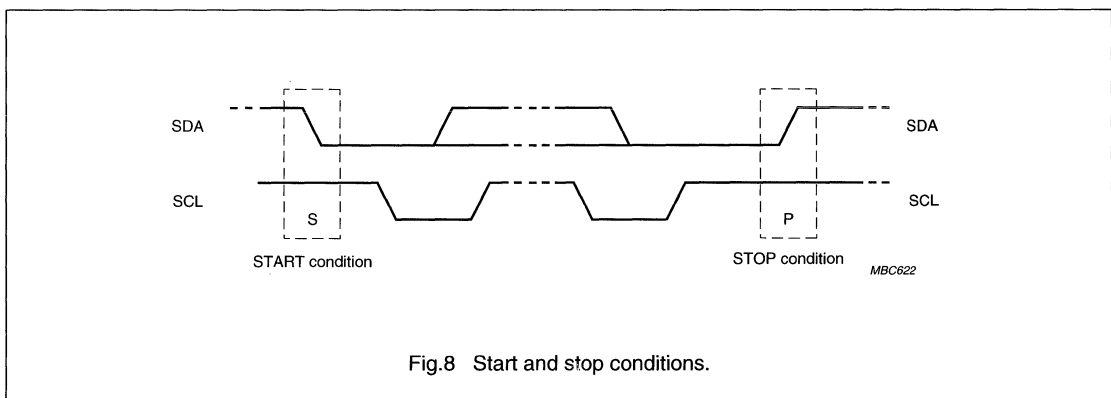 SDA SDA
SCL SCL
S P
START condition STOP condition
MBC622
Fig.8 Start and stop conditions.